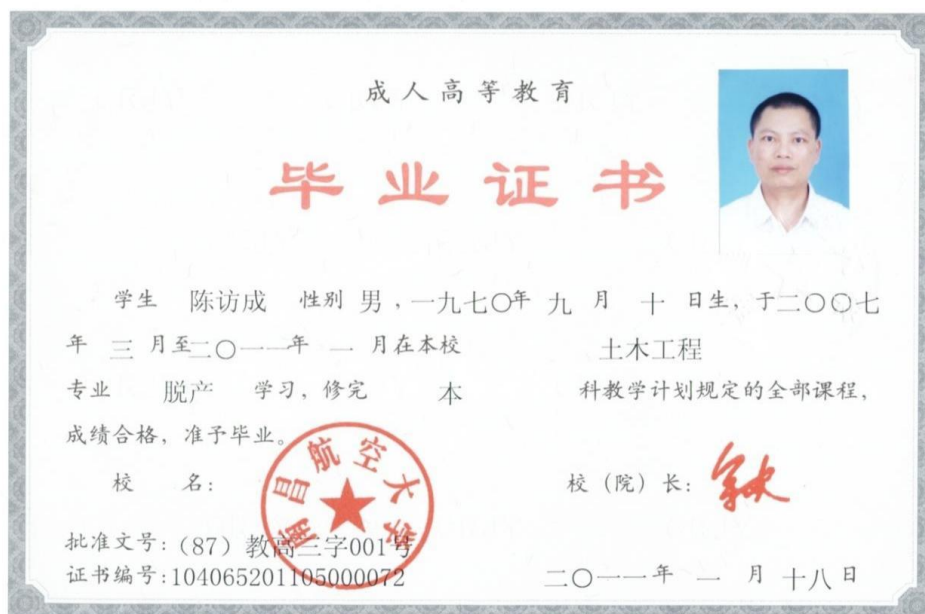 成人高等教育
毕业证书
学生 陈访成 性别 男，一九七〇年 九 月 十 日生，于二〇〇七
年 三 月至二〇一一年 一 月在本校 土木工程
专业 脱产 学习，修完 本 科教学计划规定的全部课程，
成绩合格，准予毕业。
校 名： 南昌航空大学 校（院）长：
批准文号：（87）教高三字001号
证书编号：104065201105000072 二〇一一年 一 月 十八日